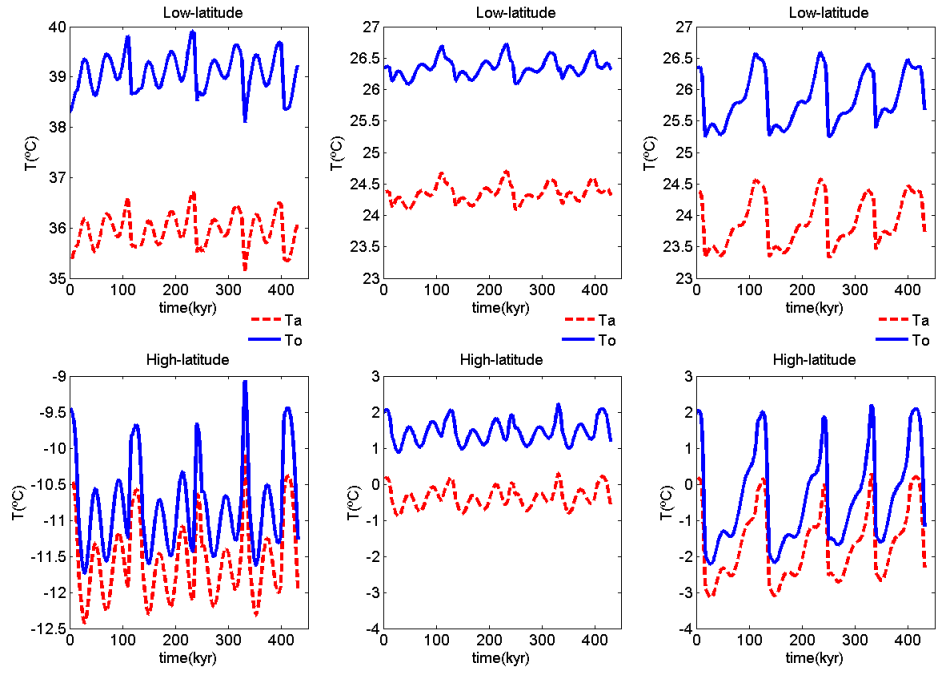 Low-latitude
40
39
38
37
36
35
T(ºC)
0 100 200 300 400
time(kyr)
Low-latitude
27
26.5
26
25.5
25
24.5
24
23.5
23
T(ºC)
0 100 200 300 400
time(kyr)
Low-latitude
27
26.5
26
25.5
25
24.5
24
23.5
23
T(ºC)
0 100 200 300 400
time(kyr)
Ta
To
Ta
To
Ta
To
High-latitude
-9
-9.5
-10
-10.5
-11
-11.5
-12
-12.5
T(ºC)
0 100 200 300 400
time(kyr)
High-latitude
3
2
1
0
-1
-2
-3
-4
T(ºC)
0 100 200 300 400
time(kyr)
High-latitude
3
2
1
0
-1
-2
-3
-4
T(ºC)
0 100 200 300 400
time(kyr)